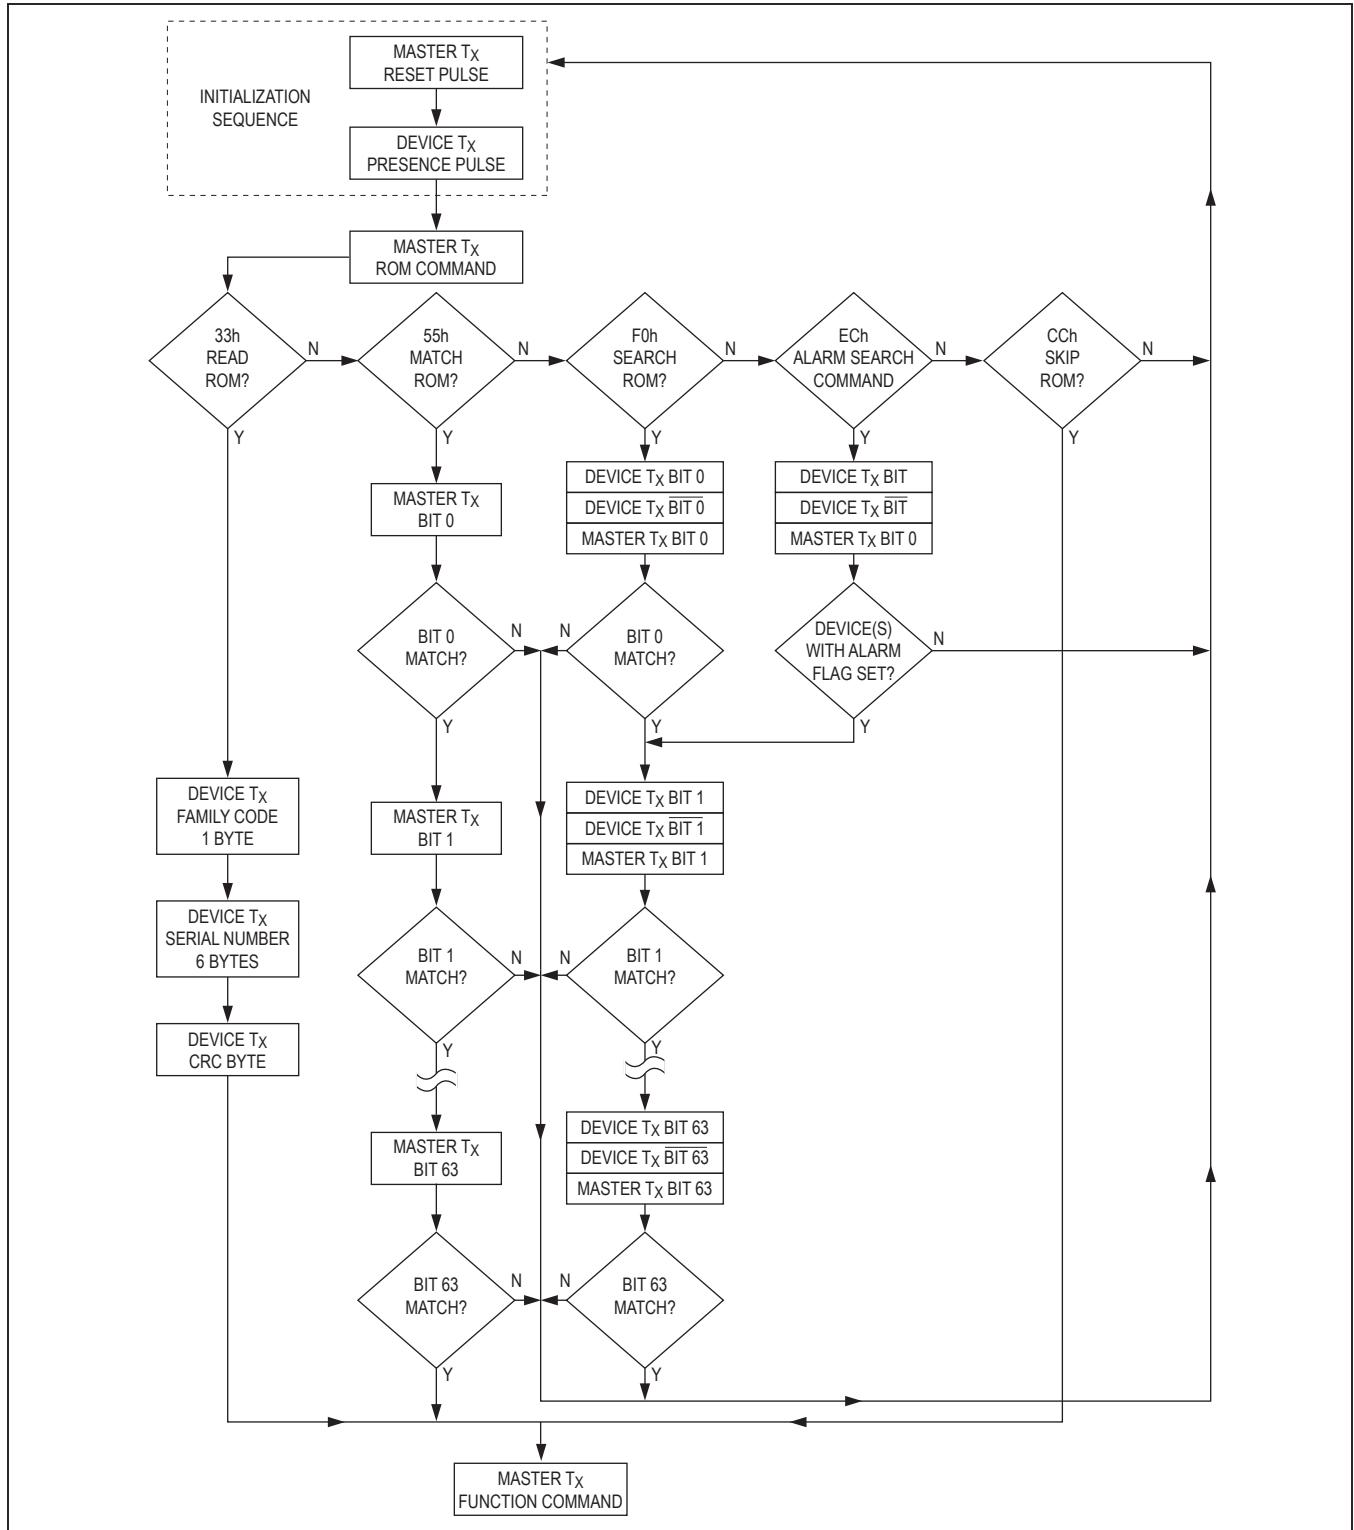 MASTER TX
RESET PULSE
INITIALIZATION
SEQUENCE
DEVICE TX
PRESENCE PULSE
MASTER TX
ROM COMMAND
33h
READ
ROM?
N
Y
55h
MATCH
ROM?
N
Y
F0h
SEARCH
ROM?
N
Y
ECh
ALARM SEARCH
COMMAND
N
Y
CCh
SKIP
ROM?
N
Y
MASTER TX
BIT 0
DEVICE TX BIT 0
DEVICE TX B̅I̅T̅ ̅0̅
MASTER TX BIT 0
DEVICE TX BIT
DEVICE TX B̅I̅T̅
MASTER TX BIT 0
BIT 0
MATCH?
N
Y
N
BIT 0
MATCH?
Y
DEVICE(S)
WITH ALARM
FLAG SET?
N
Y
DEVICE TX
FAMILY CODE
1 BYTE
MASTER TX
BIT 1
DEVICE TX BIT 1
DEVICE TX B̅I̅T̅ ̅1̅
MASTER TX BIT 1
DEVICE TX
SERIAL NUMBER
6 BYTES
BIT 1
MATCH?
N
Y
N
BIT 1
MATCH?
Y
DEVICE TX
CRC BYTE
MASTER TX
BIT 63
DEVICE TX BIT 63
DEVICE TX B̅I̅T̅ ̅6̅3̅
MASTER TX BIT 63
BIT 63
MATCH?
N
Y
N
BIT 63
MATCH?
Y
MASTER TX
FUNCTION COMMAND